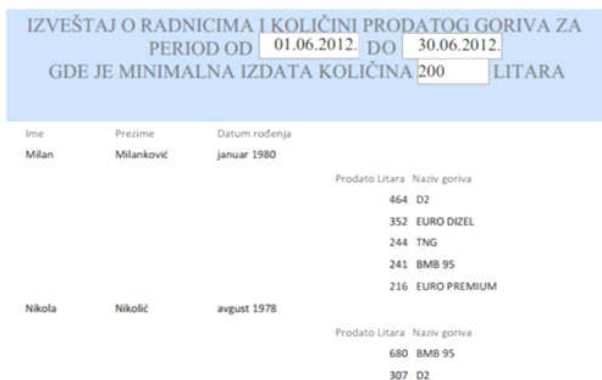 IZVEŠTAJ O RADNICIMA I KOLIČINI PRODATOG GORIVA ZA
PERIOD OD 01.06.2012. DO 30.06.2012.
GDE JE MINIMALNA IZDATA KOLIČINA 200 LITARA
Ime Prezime Datum rođenja
Milan Milanković januar 1980
Prodato Litara Naziv goriva
464 D2
352 EURO DIZEL
244 TNG
241 BMB 95
216 EURO PREMIUM
Nikola Nikolić avgust 1978
Prodato Litara Naziv goriva
680 BMB 95
307 D2